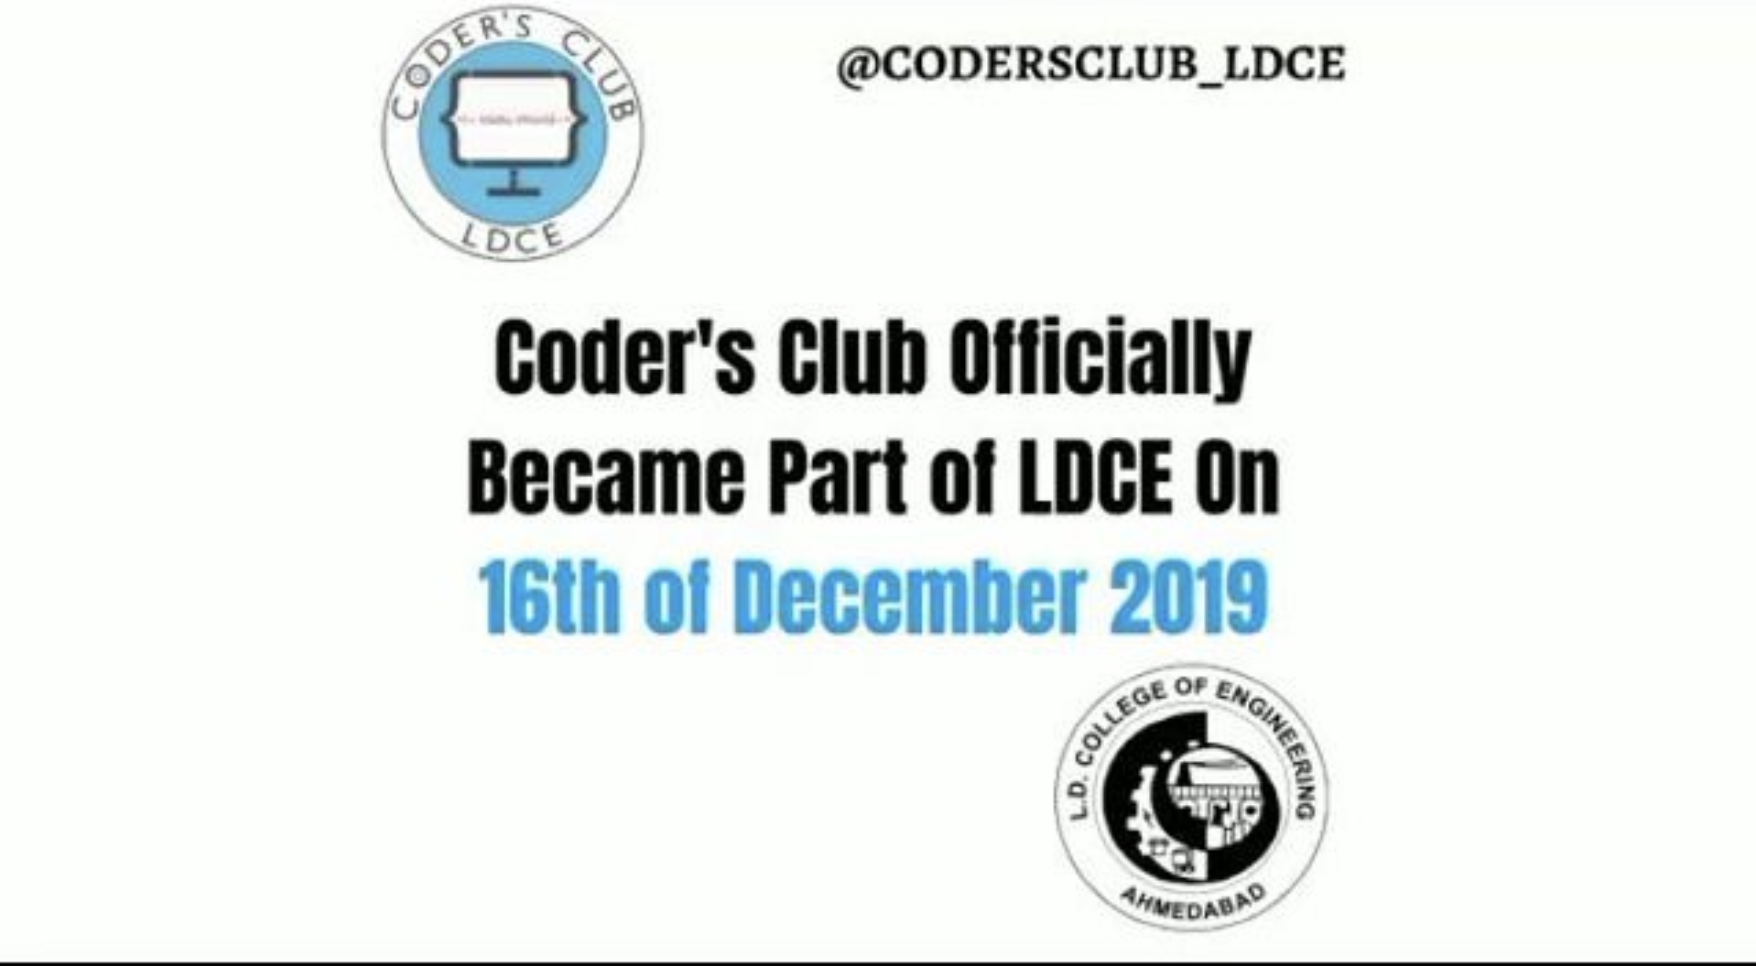 CODER'S CLUB
LDCE
@CODERSCLUB_LDCE
Coder's Club Officially
Became Part of LDCE On
16th of December 2019
L.D. COLLEGE OF ENGINEERING
AHMEDABAD